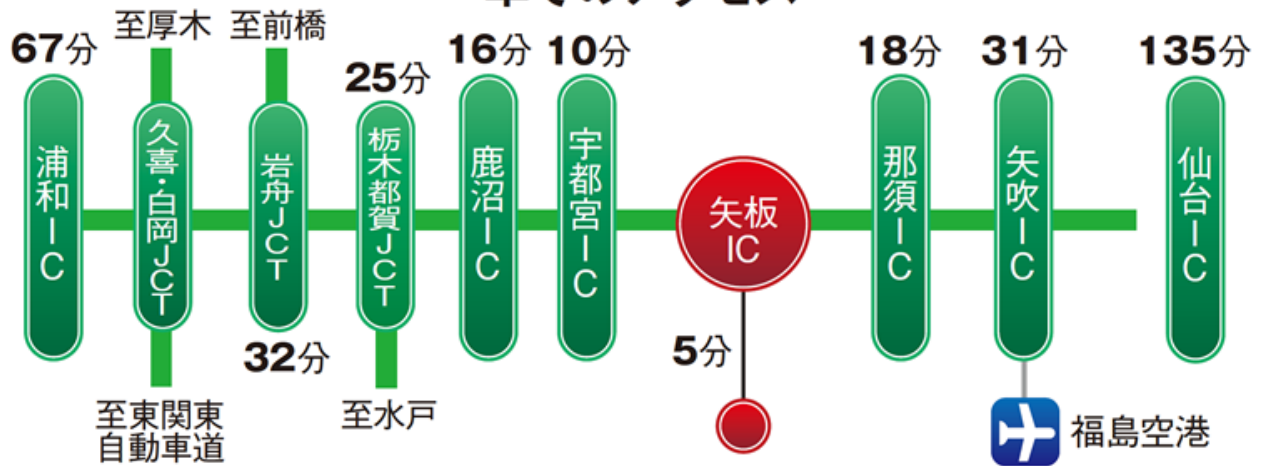 至厚木
至前橋
67分
25分
16分
10分
18分
31分
135分
浦和IC
久喜・白岡JCT
岩舟JCT
栃木都賀JCT
鹿沼IC
宇都宮IC
矢板
IC
那須IC
矢吹IC
仙台IC
32分
5分
至東関東
自動車道
至水戸
福島空港